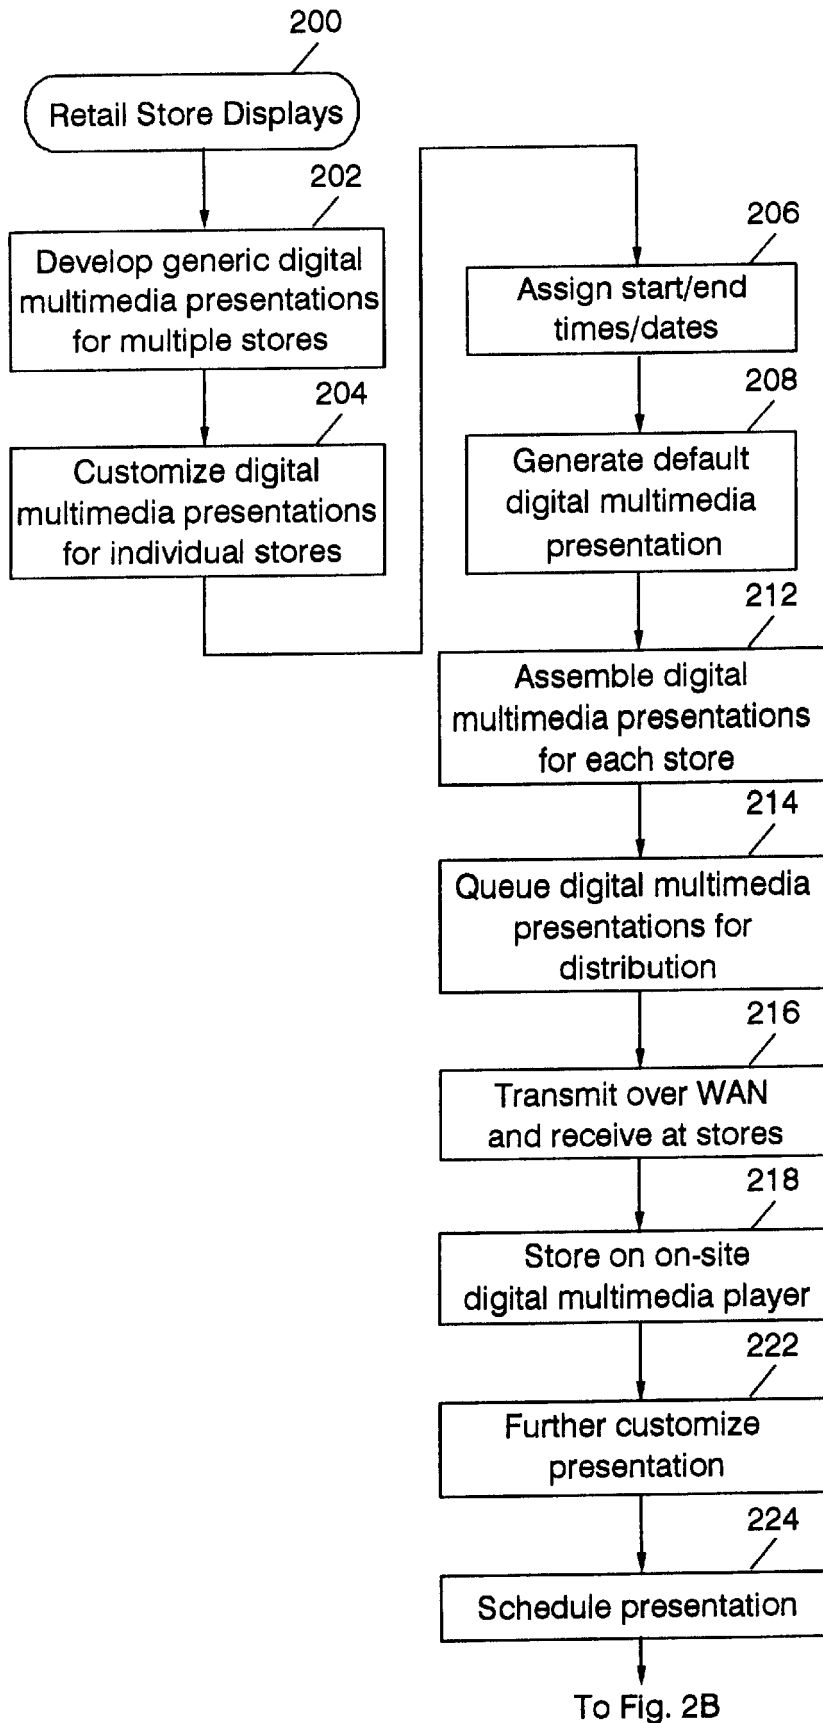 200
Retail Store Displays
202
Develop generic digital
multimedia presentations
for multiple stores
204
Customize digital
multimedia presentations
for individual stores
206
Assign start/end
times/dates
208
Generate default
digital multimedia
presentation
212
Assemble digital
multimedia presentations
for each store
214
Queue digital multimedia
presentations for
distribution
216
Transmit over WAN
and receive at stores
218
Store on on-site
digital multimedia player
222
Further customize
presentation
224
Schedule presentation
To Fig. 2B